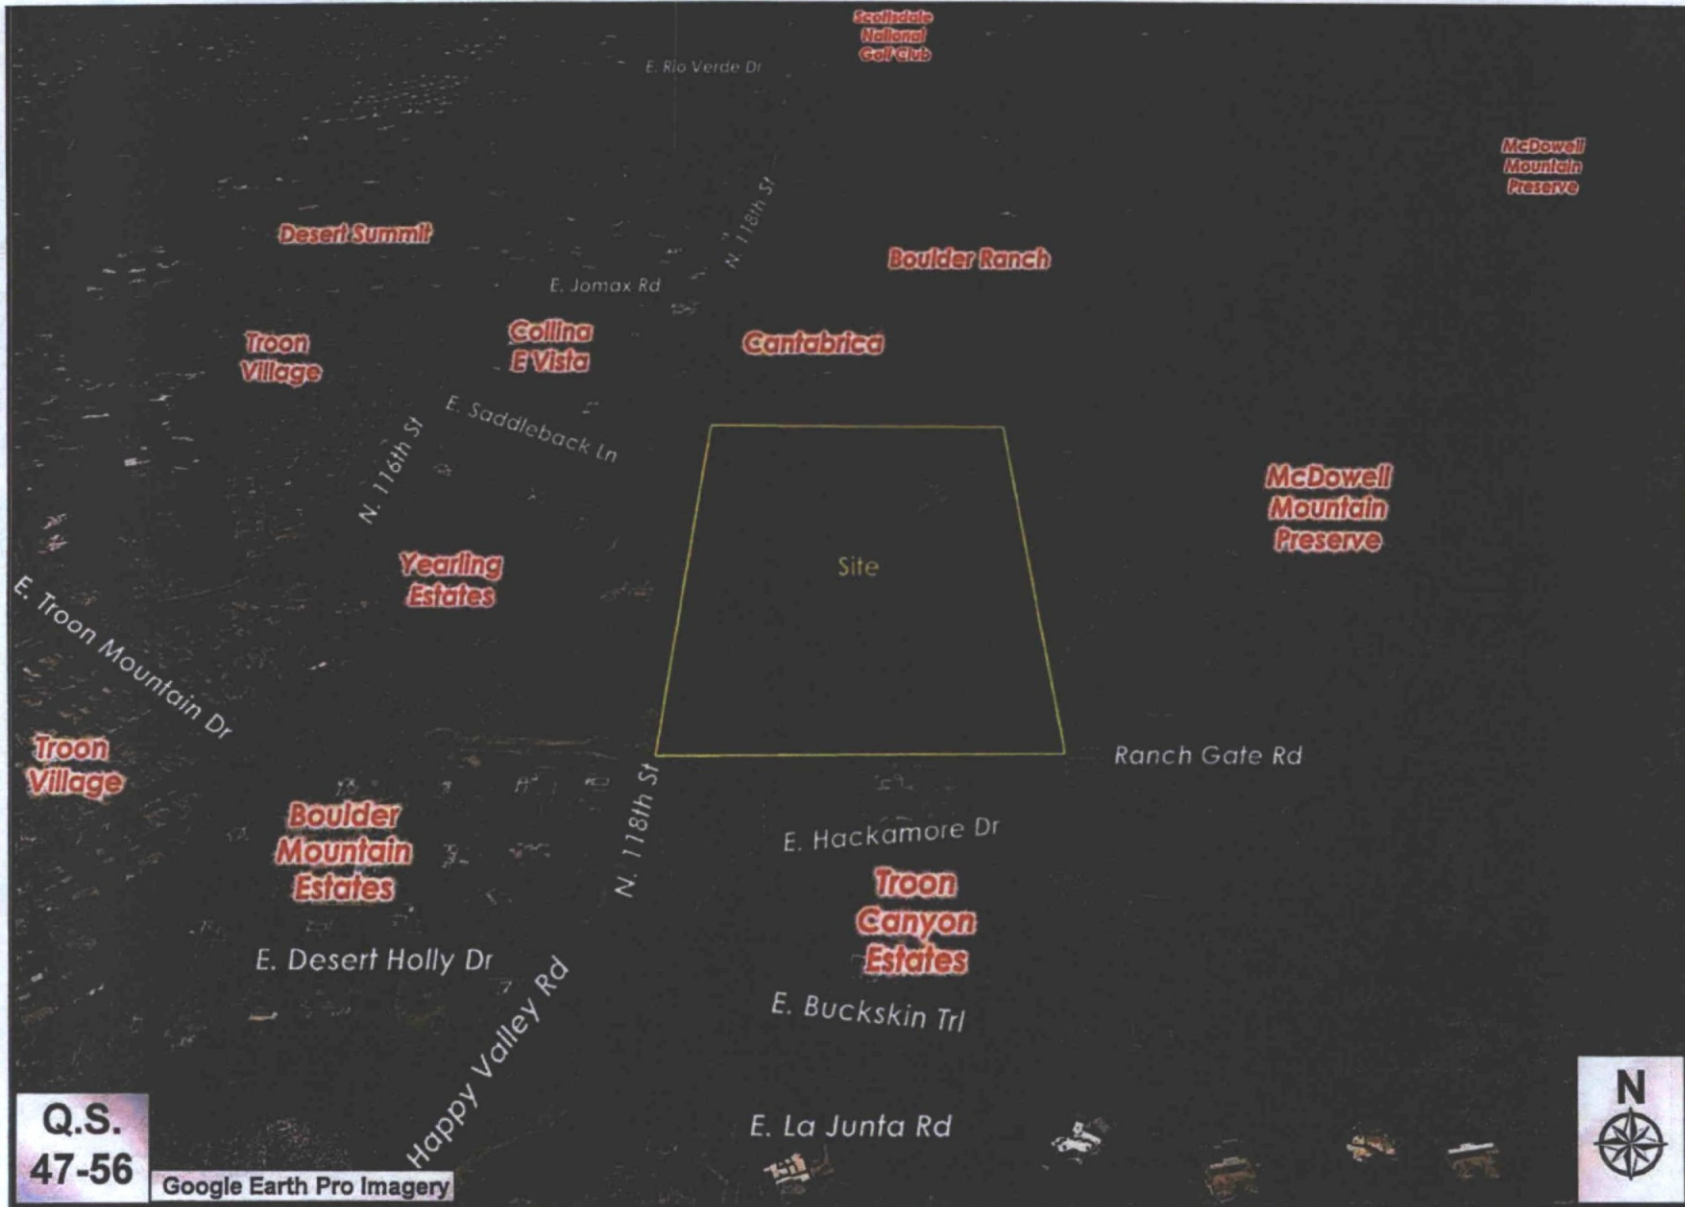 Scottsdale
National
Golf Club
E. Rio Verde Dr
McDowell
Mountain
Preserve
N. 118th St
Desert Summit
Boulder Ranch
E. Jomax Rd
Troon
Village
Collina
E Vista
Cantabrica
E. Saddleback Ln
N. 116th St
McDowell
Mountain
Preserve
Site
Yearling
Estates
E. Troon Mountain Dr
Troon
Village
Ranch Gate Rd
N. 118th St
Boulder
Mountain
Estates
E. Hackamore Dr
Troon
Canyon
Estates
E. Desert Holly Dr
E. Buckskin Trl
Happy Valley Rd
E. La Junta Rd
Q.S.
47-56
Google Earth Pro Imagery
N